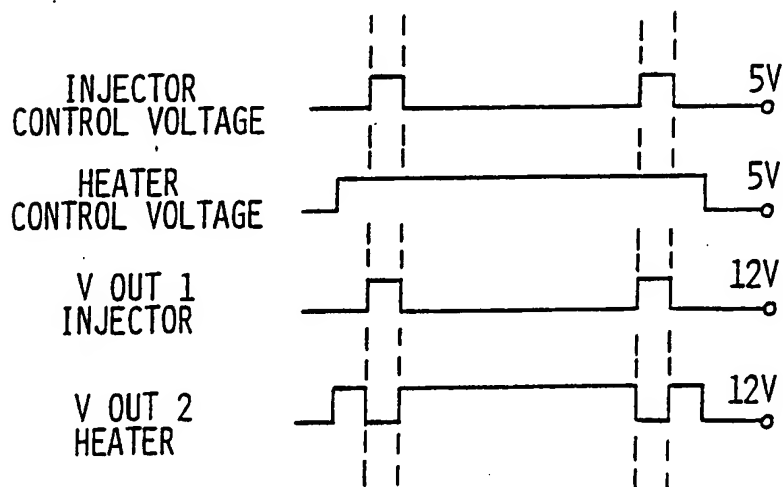 INJECTOR
CONTROL VOLTAGE
5V
HEATER
CONTROL VOLTAGE
5V
V OUT 1
INJECTOR
12V
V OUT 2
HEATER
12V